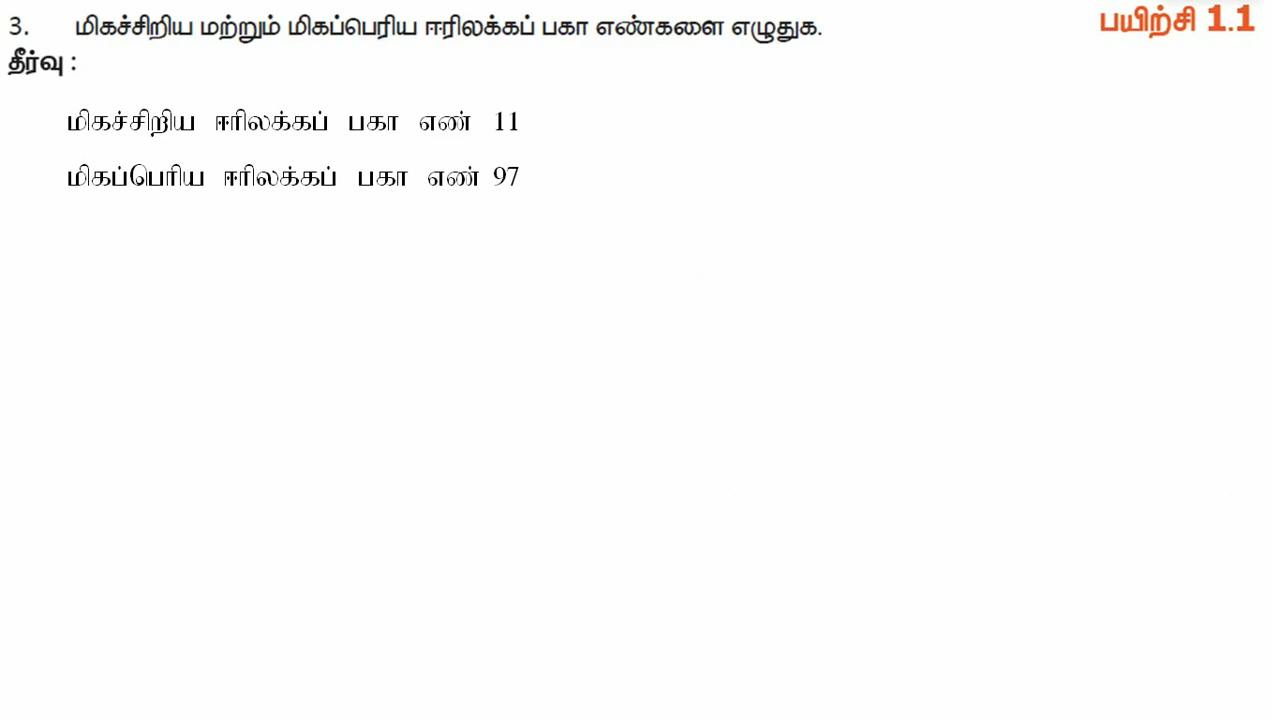 3. மிகச்சிறிய மற்றும் மிகப்பெரிய ஈரிலக்கப் பகா எண்களை எழுதுக.
பயிற்சி 1.1
தீர்வு :
மிகச்சிறிய ஈரிலக்கப் பகா எண் 11
மிகப்பெரிய ஈரிலக்கப் பகா எண் 97